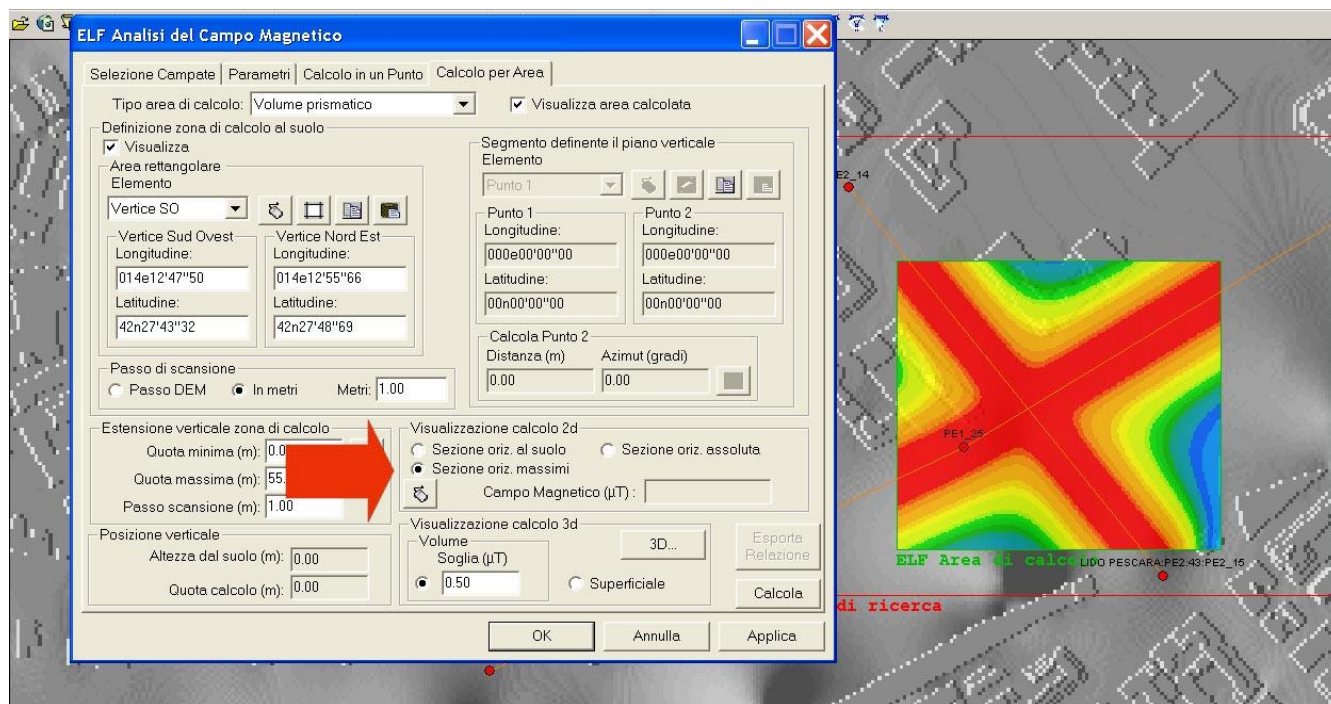 ELF Analisi del Campo Magnetico
Selezione Campate Parametri Calcolo in un Punto Calcolo per Area
Tipo area di calcolo: Volume prismatico Visualizza area calcolata
Definizione zona di calcolo al suolo
Visualizza
Area rettangolare
Elemento
Vertice SO
Vertice Sud Ovest
Longitudine:
014e12'47"50
Latitudine:
42n27'43"32
Vertice Nord Est
Longitudine:
014e12'55"66
Latitudine:
42n27'48"69
Passo di scansione
Passo DEM In metri Metri: 1.00
Segmento definente il piano verticale
Elemento
Punto 1
Punto 1
Longitudine:
000e00'00"00
Latitudine:
00n00'00"00
Punto 2
Longitudine:
000e00'00"00
Latitudine:
00n00'00"00
Calcola Punto 2
Distanza (m) Azimut (gradi)
0.00 0.00
Estensione verticale zona di calcolo
Quota minima (m): 0.0
Quota massima (m): 55.
Passo scansione (m): 1.00
Posizione verticale
Altezza dal suolo (m): 0.00
Quota calcolo (m): 0.00
Visualizzazione calcolo 2d
Sezione oriz. al suolo Sezione oriz. assoluta
Sezione oriz. massimi
Campo Magnetico (µT) :
Visualizzazione calcolo 3d
Volume
Soglia (µT)
0.50
3D...
Superficiale
Esporta
Relazione
Calcola
OK Annulla Applica
PE2_14
PE1_25
ELF Area di calcolo
LIDO PESCARA:PE2:43:PE2_15
di ricerca